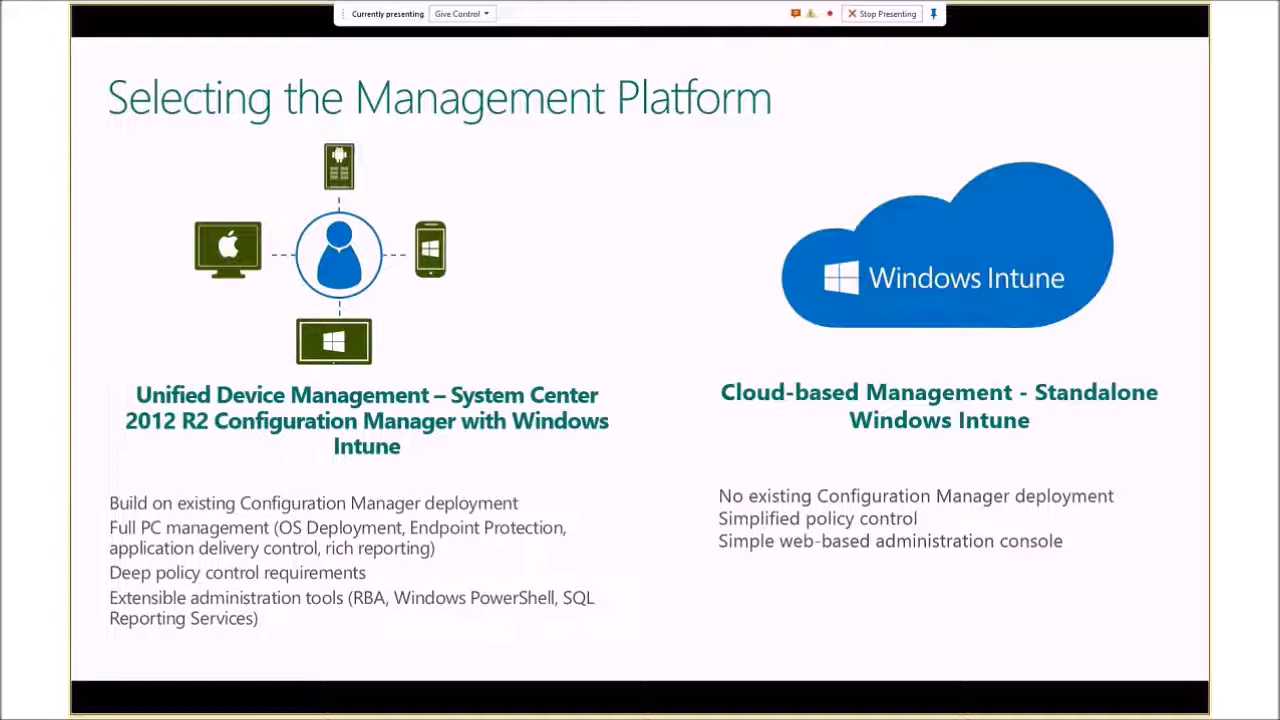 Currently presenting
Give Control
Stop Presenting
Selecting the Management Platform
Windows Intune
Unified Device Management – System Center
2012 R2 Configuration Manager with Windows
Intune
Build on existing Configuration Manager deployment
Full PC management (OS Deployment, Endpoint Protection,
application delivery control, rich reporting)
Deep policy control requirements
Extensible administration tools (RBA, Windows PowerShell, SQL
Reporting Services)
Cloud-based Management - Standalone
Windows Intune
No existing Configuration Manager deployment
Simplified policy control
Simple web-based administration console